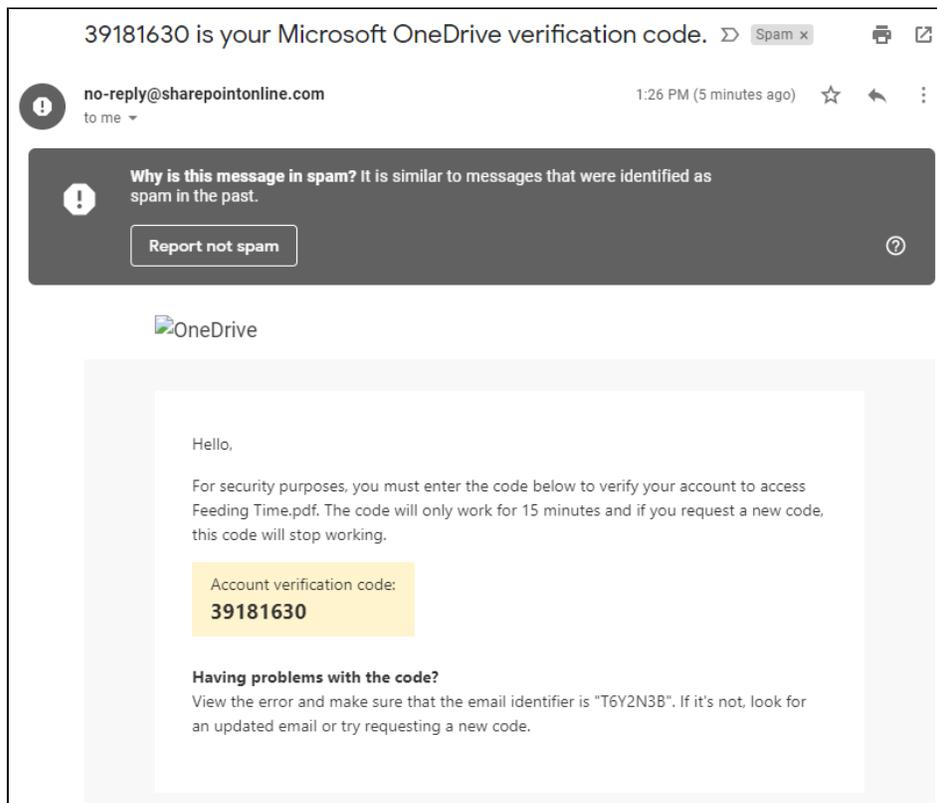 39181630 is your Microsoft OneDrive verification code.
Spam ×
no-reply@sharepointonline.com
1:26 PM (5 minutes ago)
to me
Why is this message in spam? It is similar to messages that were identified as
spam in the past.
Report not spam
OneDrive
Hello,
For security purposes, you must enter the code below to verify your account to access
Feeding Time.pdf. The code will only work for 15 minutes and if you request a new code,
this code will stop working.
Account verification code:
39181630
Having problems with the code?
View the error and make sure that the email identifier is "T6Y2N3B". If it's not, look for
an updated email or try requesting a new code.